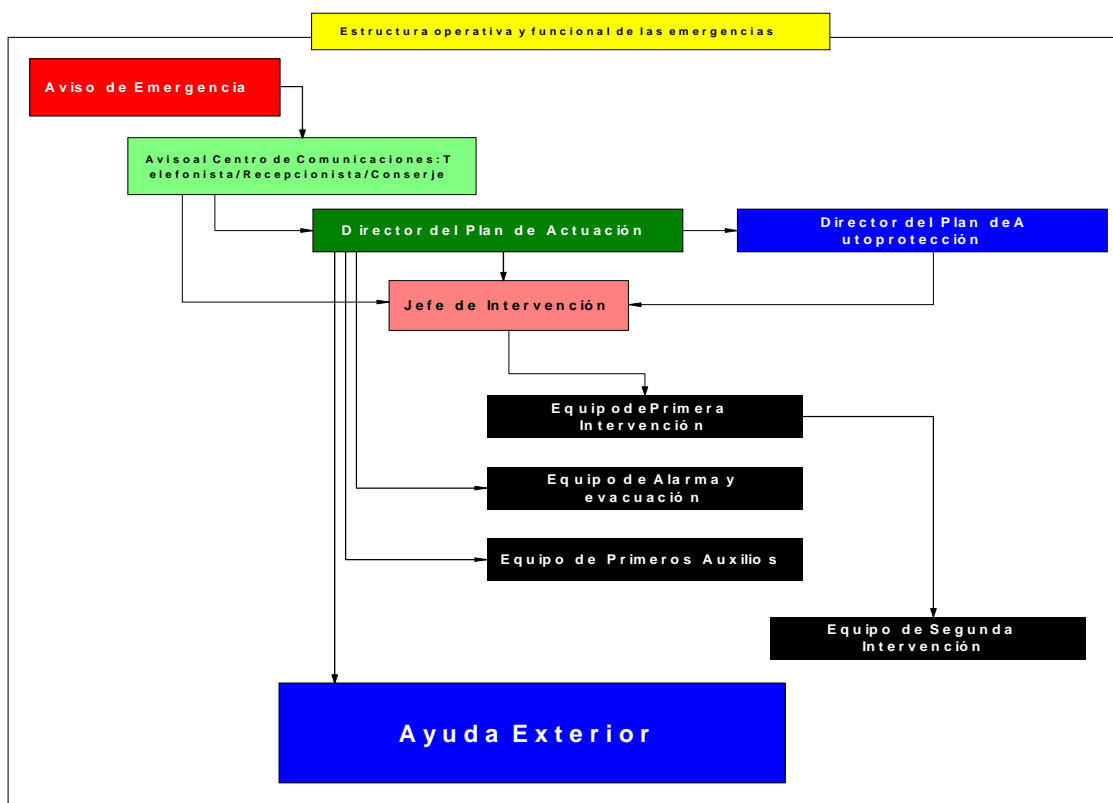 Estructura operativa y funcional de las emergencias
Aviso de Emergencia
Avisoal Centro de Comunicaciones:T
elefonista/Recepcionista/Conserje
Director del Plan de Actuación
Director del Plan deA
utoprotección
Jefe de Intervención
EquipodePrimera
Intervención
Equipo de Alarmay
evacuación
Equipo de Primeros Auxilios
Equipo de Segunda
Intervención
Ayuda Exterior